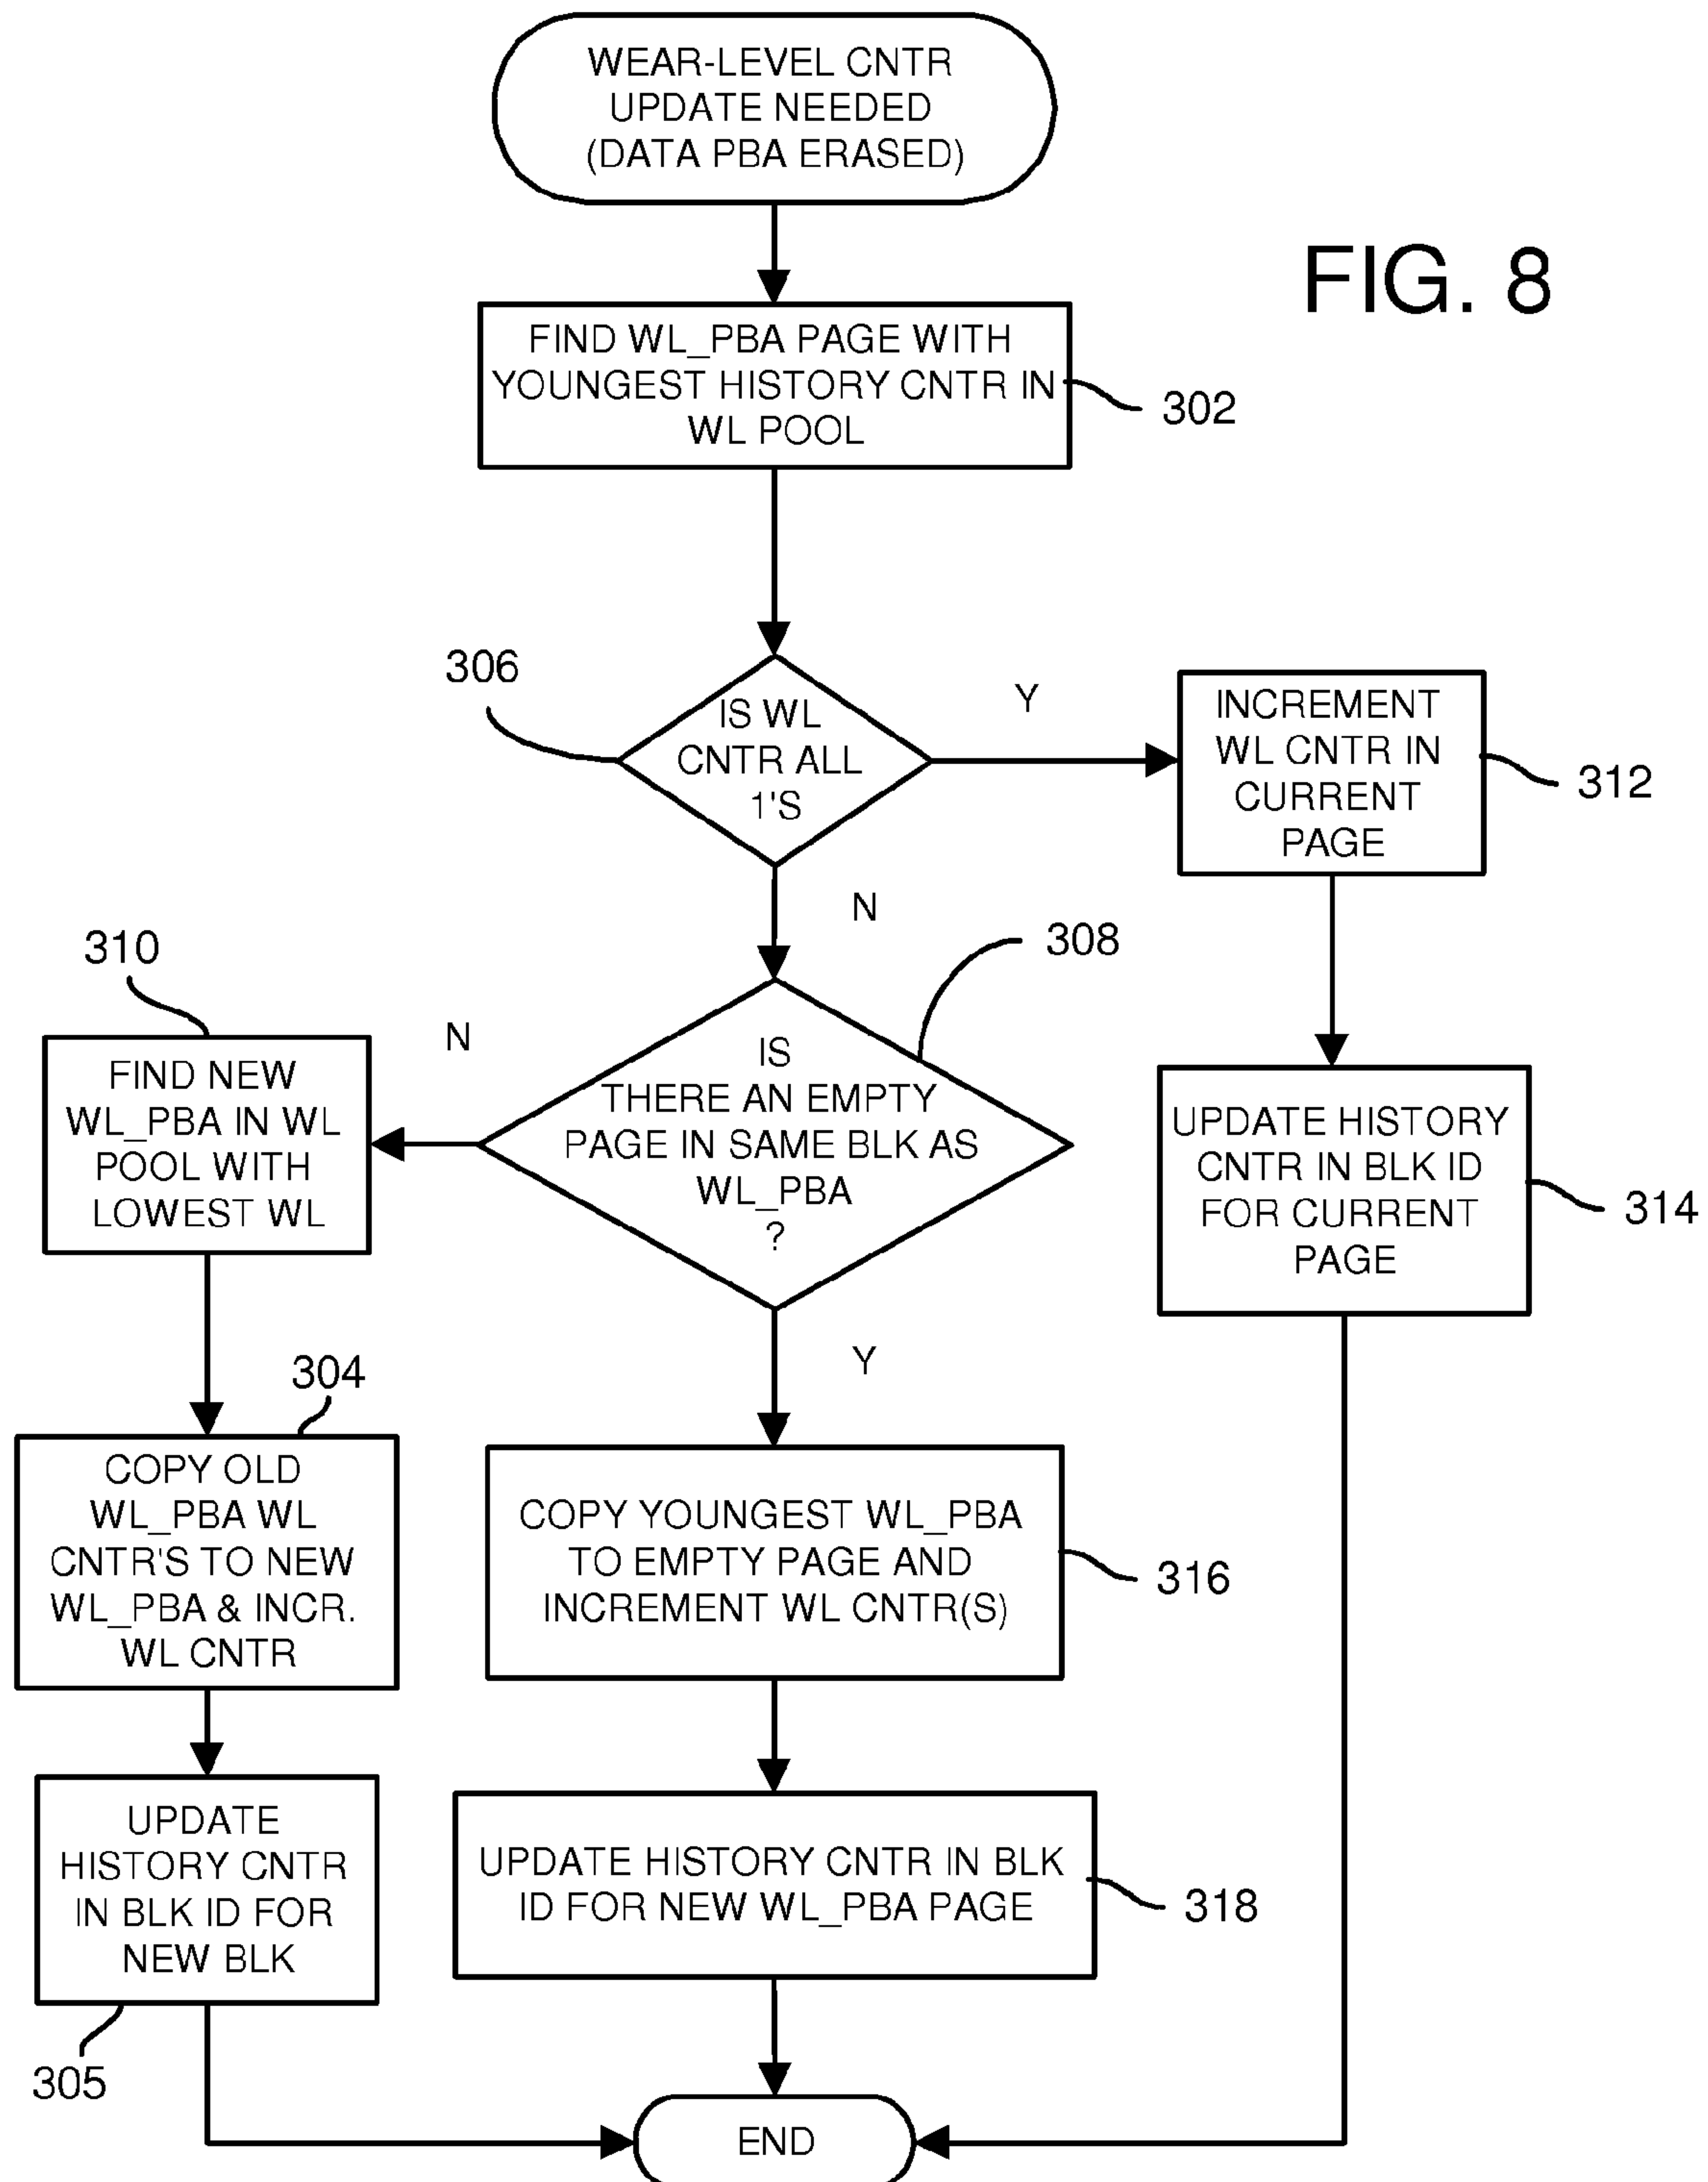 WEAR-LEVEL CNTR
UPDATE NEEDED
(DATA PBA ERASED)
FIG. 8
FIND WL_PBA PAGE WITH
YOUNGEST HISTORY CNTR IN
WL POOL
302
306
IS WL
CNTR ALL
1'S
Y
INCREMENT
WL CNTR IN
CURRENT
PAGE
312
N
308
310
N
FIND NEW
WL_PBA IN WL
POOL WITH
LOWEST WL
IS
THERE AN EMPTY
PAGE IN SAME BLK AS
WL_PBA
?
UPDATE HISTORY
CNTR IN BLK ID
FOR CURRENT
PAGE
314
Y
304
COPY OLD
WL_PBA WL
CNTR'S TO NEW
WL_PBA & INCR.
WL CNTR
COPY YOUNGEST WL_PBA
TO EMPTY PAGE AND
INCREMENT WL CNTR(S)
316
UPDATE
HISTORY CNTR
IN BLK ID FOR
NEW BLK
305
UPDATE HISTORY CNTR IN BLK
ID FOR NEW WL_PBA PAGE
318
END